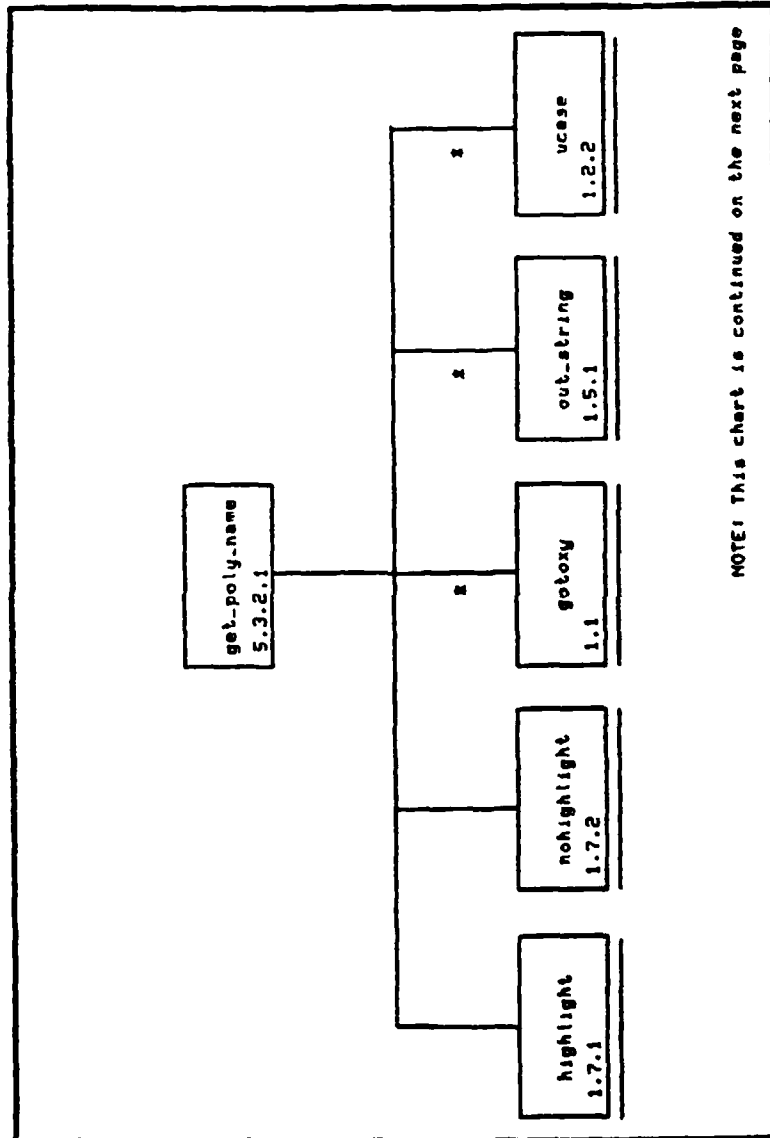 get_poly_name
5.3.2.1
highlight
1.7.1
nohighlight
1.7.2
gotoxy
1.1
*
out_string
1.5.1
*
ucase
1.2.2
*
NOTE: This chart is continued on the next page